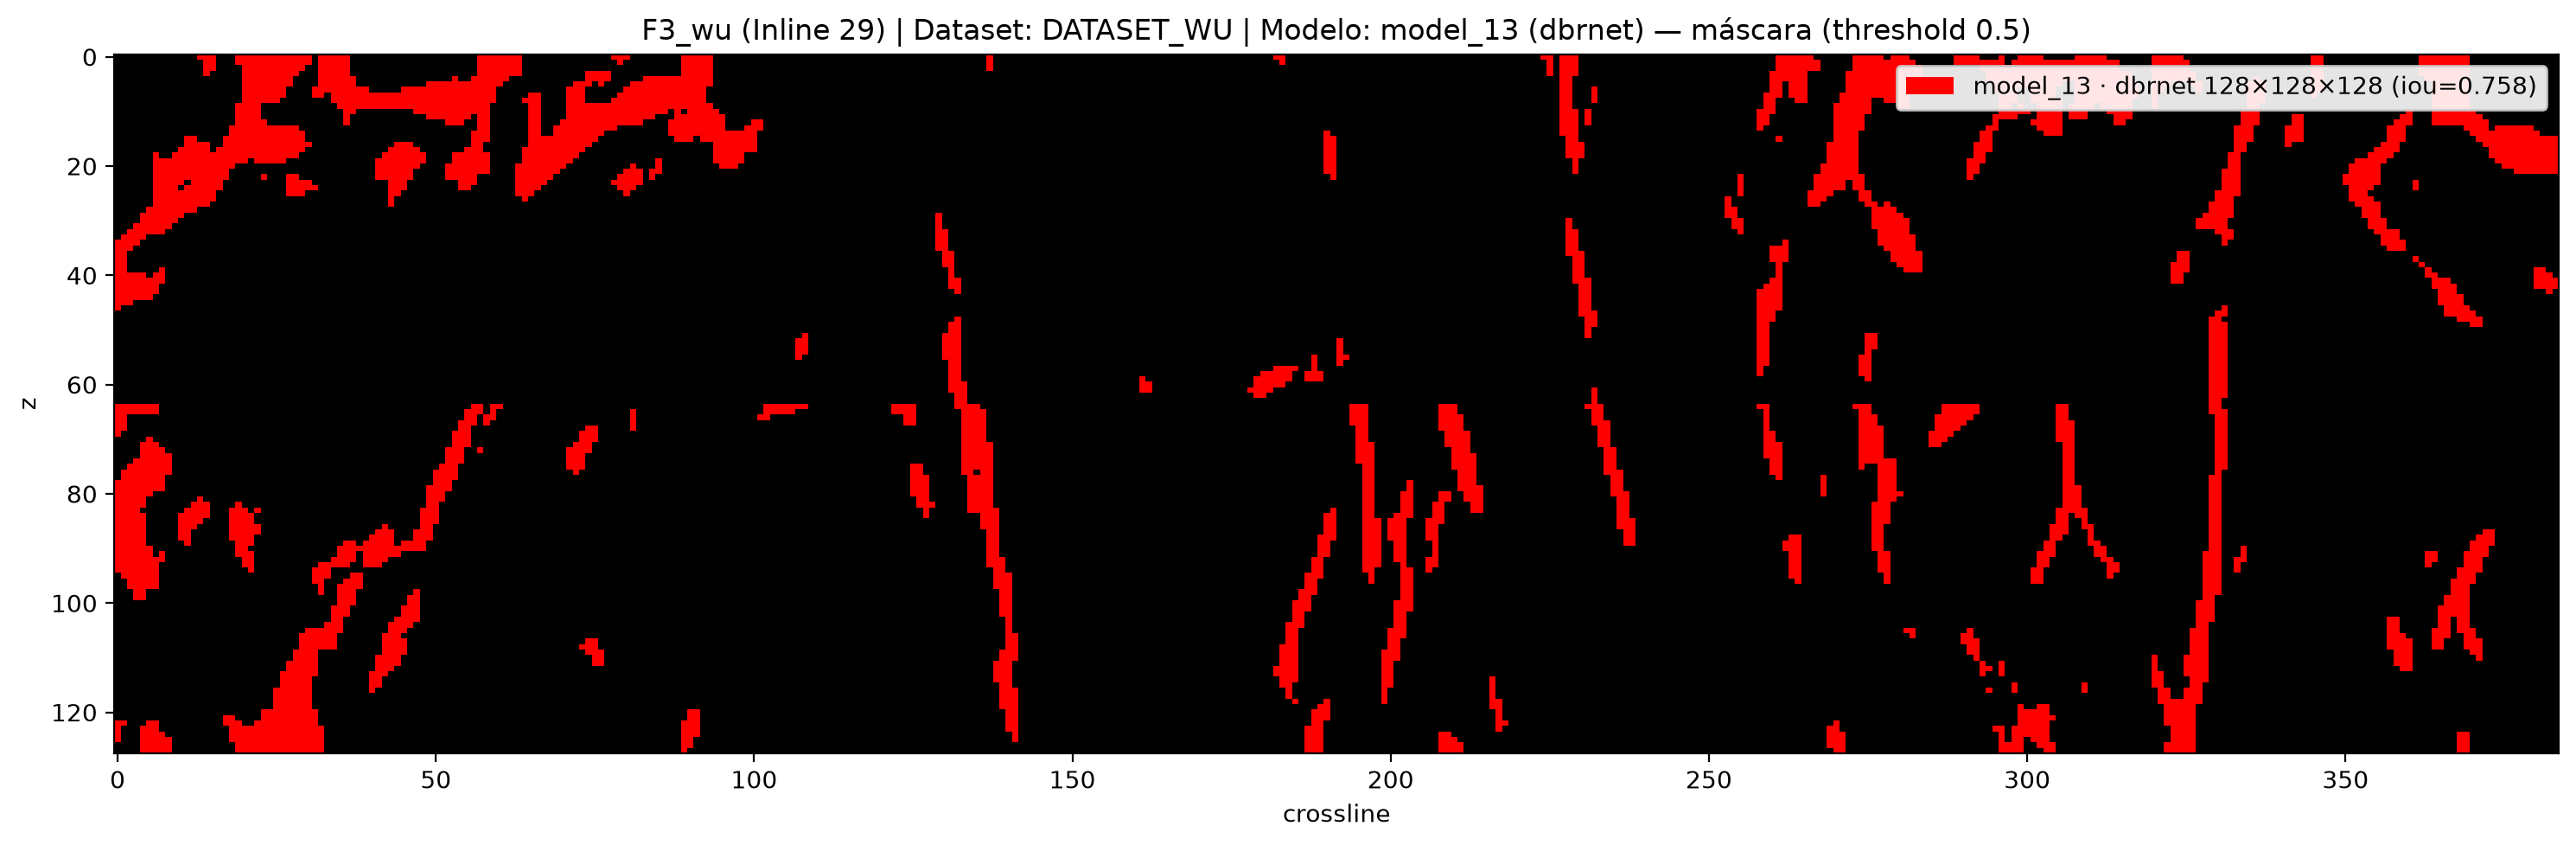 F3_wu (Inline 29) | Dataset: DATASET_WU | Modelo: model_13 (dbrnet) — máscara (threshold 0.5)
model_13 · dbrnet 128×128×128 (iou=0.758)
0
20
40
60
80
100
120
z
0 50 100 150 200 250 300 350
crossline